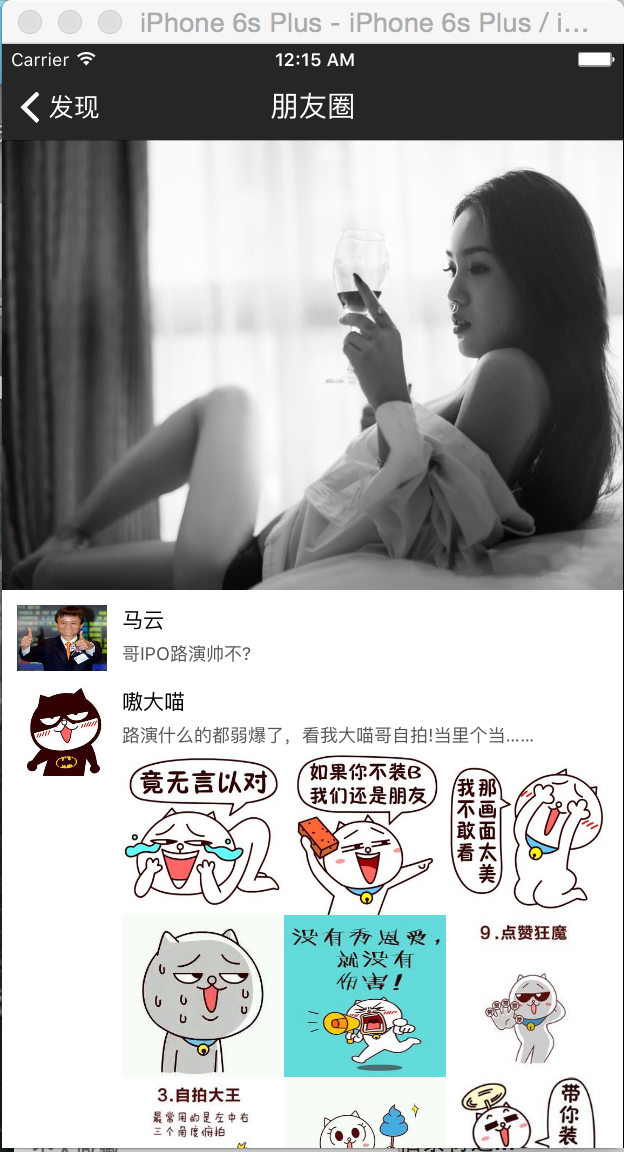 iPhone 6s Plus - iPhone 6s Plus / i...
Carrier
12:15 AM
发现
朋友圈
马云
哥IPO路演帅不?
嗷大喵
路演什么的都弱爆了，看我大喵哥自拍!当里个当……
竟无言以对
如果你不装B
我们还是朋友
那画面太美
我不敢看
没有秀恩爱，
就没有
伤害！
9.点赞狂魔
3.自拍大王
最常用的是左中右
三个角度俯拍
带你装